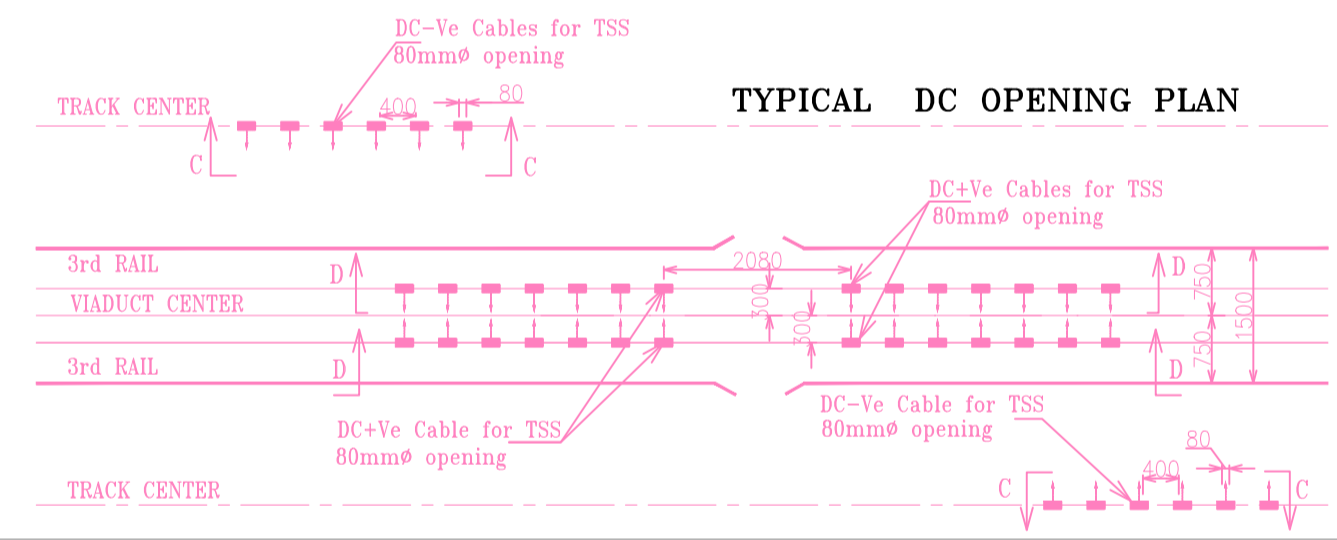 DC-Ve Cables for TSS
80mmØ opening
TRACK CENTER
400
80
TYPICAL DC OPENING PLAN
C
C
DC+Ve Cables for TSS
80mmØ opening
3rd RAIL
D
2080
D
750
VIADUCT CENTER
300
300
1500
3rd RAIL
D
D
750
DC+Ve Cable for TSS
80mmØ opening
DC-Ve Cable for TSS
80mmØ opening
80
400
TRACK CENTER
C
C